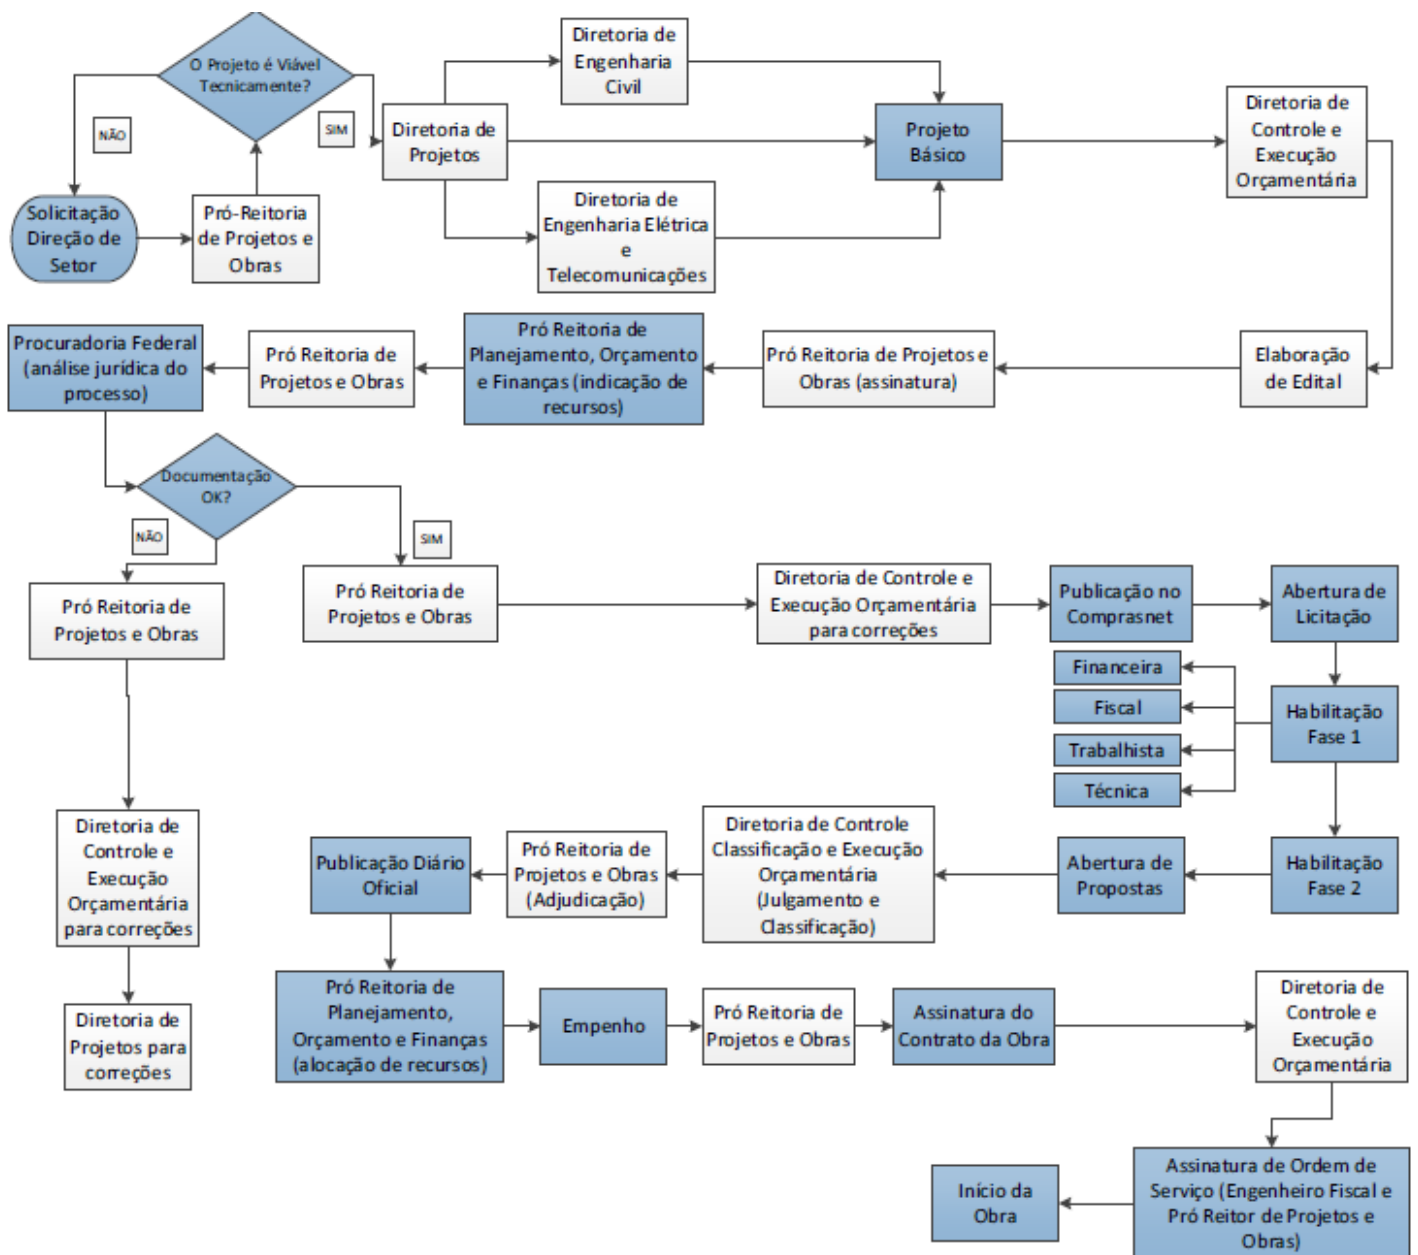 O Projeto é Viável
Tecnicamente?
NÃO
SIM
Solicitação
Direção de
Setor
Pró-Reitoria
de Projetos e
Obras
Diretoria de
Projetos
Diretoria de
Engenharia
Civil
Diretoria de
Engenharia Elétrica
e
Telecomunicações
Projeto
Básico
Diretoria de
Controle e
Execução
Orçamentária
Elaboração
de Edital
Pró Reitoria de Projetos e
Obras (assinatura)
Pró Reitoria de
Planejamento, Orçamento
e Finanças (indicação de
recursos)
Pró Reitoria de
Projetos e Obras
Procuradoria Federal
(análise jurídica do
processo)
Documentação
OK?
NÃO
SIM
Pró Reitoria de
Projetos e Obras
Pró Reitoria de
Projetos e Obras
Diretoria de Controle e
Execução Orçamentária
para correções
Publicação no
Comprasnet
Abertura de
Licitação
Financeira
Fiscal
Trabalhista
Técnica
Habilitação
Fase 1
Habilitação
Fase 2
Abertura de
Propostas
Diretoria de Controle
Classificação e Execução
Orçamentária
(Julgamento e
Classificação)
Pró Reitoria de
Projetos e Obras
(Adjudicação)
Publicação Diário
Oficial
Diretoria de
Controle e
Execução
Orçamentária
para correções
Diretoria de
Projetos para
correções
Pró Reitoria de
Planejamento,
Orçamento e Finanças
(alocação de recursos)
Empenho
Pró Reitoria de
Projetos e Obras
Assinatura do
Contrato da Obra
Diretoria de
Controle e
Execução
Orçamentária
Assinatura de Ordem de
Serviço (Engenheiro Fiscal e
Pró Reitor de Projetos e
Obras)
Início da
Obra